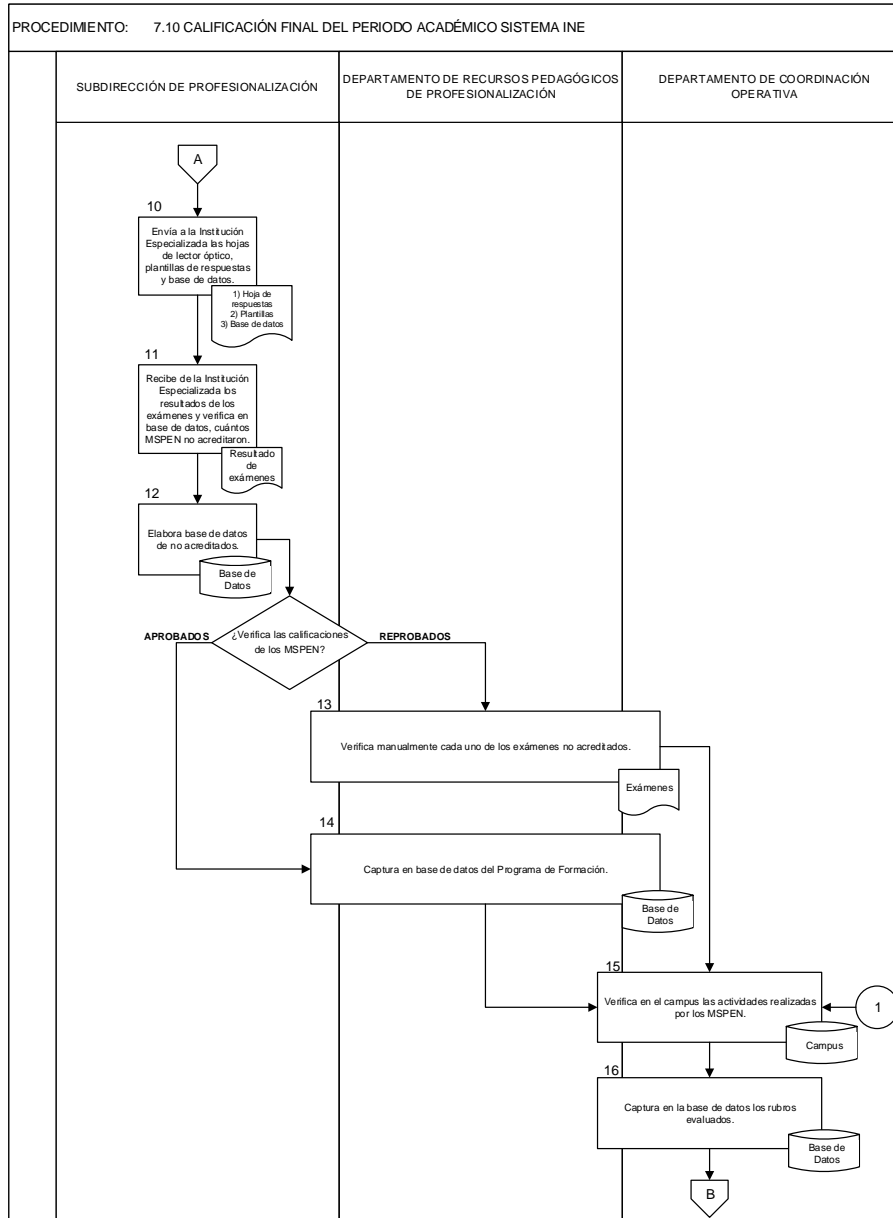 PROCEDIMIENTO: 7.10 CALIFICACIÓN FINAL DEL PERIODO ACADÉMICO SISTEMA INE
SUBDIRECCIÓN DE PROFESIONALIZACIÓN
DEPARTAMENTO DE RECURSOS PEDAGÓGICOS
DE PROFESIONALIZACIÓN
DEPARTAMENTO DE COORDINACIÓN
OPERATIVA
A
10
Envía a la Institución
Especializada las hojas
de lector óptico,
plantillas de respuestas
y base de datos.
1) Hoja de
respuestas
2) Plantillas
3) Base de datos
11
Recibe de la Institución
Especializada los
resultados de los
exámenes y verifica en
base de datos, cuántos
MSPEN no acreditaron.
Resultado
de
exámenes
12
Elabora base de datos
de no acreditados.
Base de
Datos
APROBADOS
¿Verifica las calificaciones
de los MSPEN?
REPROBADOS
13
Verifica manualmente cada uno de los exámenes no acreditados.
Exámenes
14
Captura en base de datos del Programa de Formación.
Base de
Datos
15
Verifica en el campus las actividades realizadas
por los MSPEN.
1
Campus
16
Captura en la base de datos los rubros
evaluados.
Base de
Datos
B